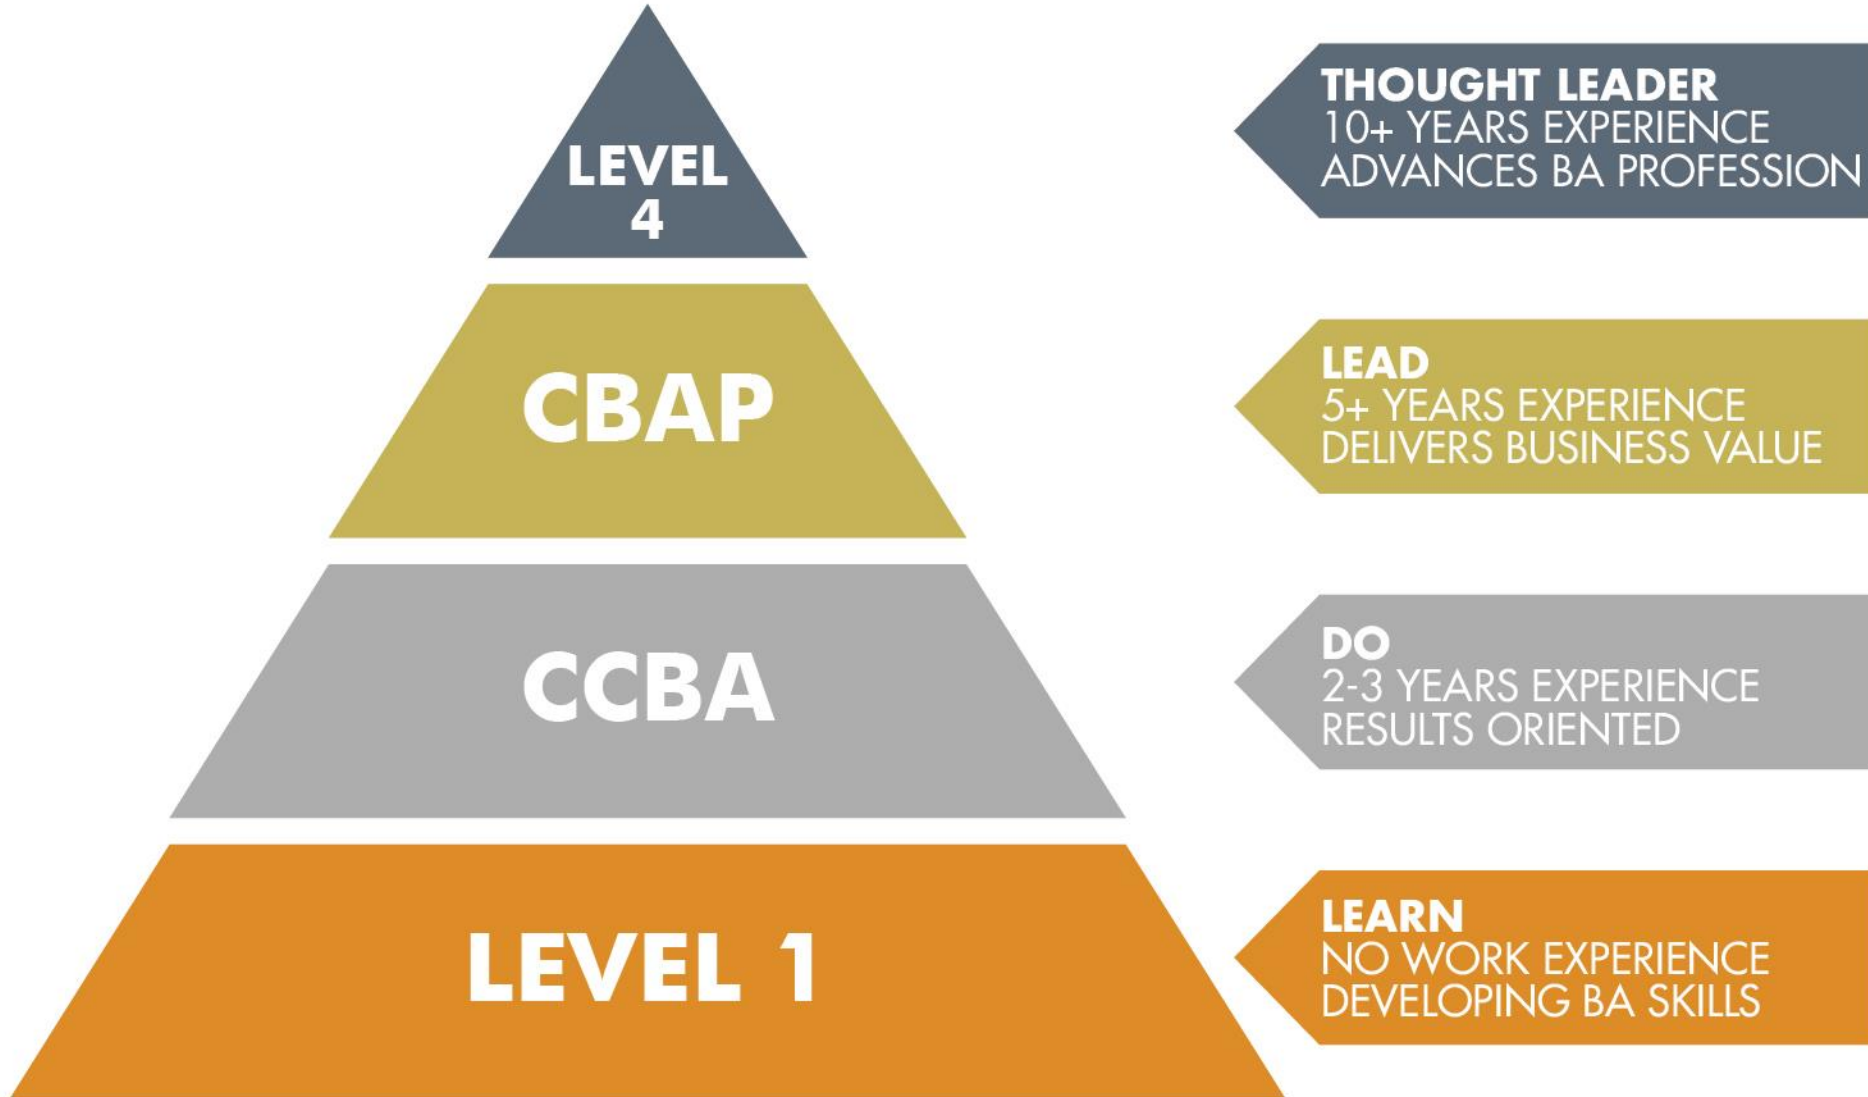 LEVEL
4
THOUGHT LEADER
10+ YEARS EXPERIENCE
ADVANCES BA PROFESSION
CBAP
LEAD
5+ YEARS EXPERIENCE
DELIVERS BUSINESS VALUE
CCBA
DO
2-3 YEARS EXPERIENCE
RESULTS ORIENTED
LEVEL 1
LEARN
NO WORK EXPERIENCE
DEVELOPING BA SKILLS